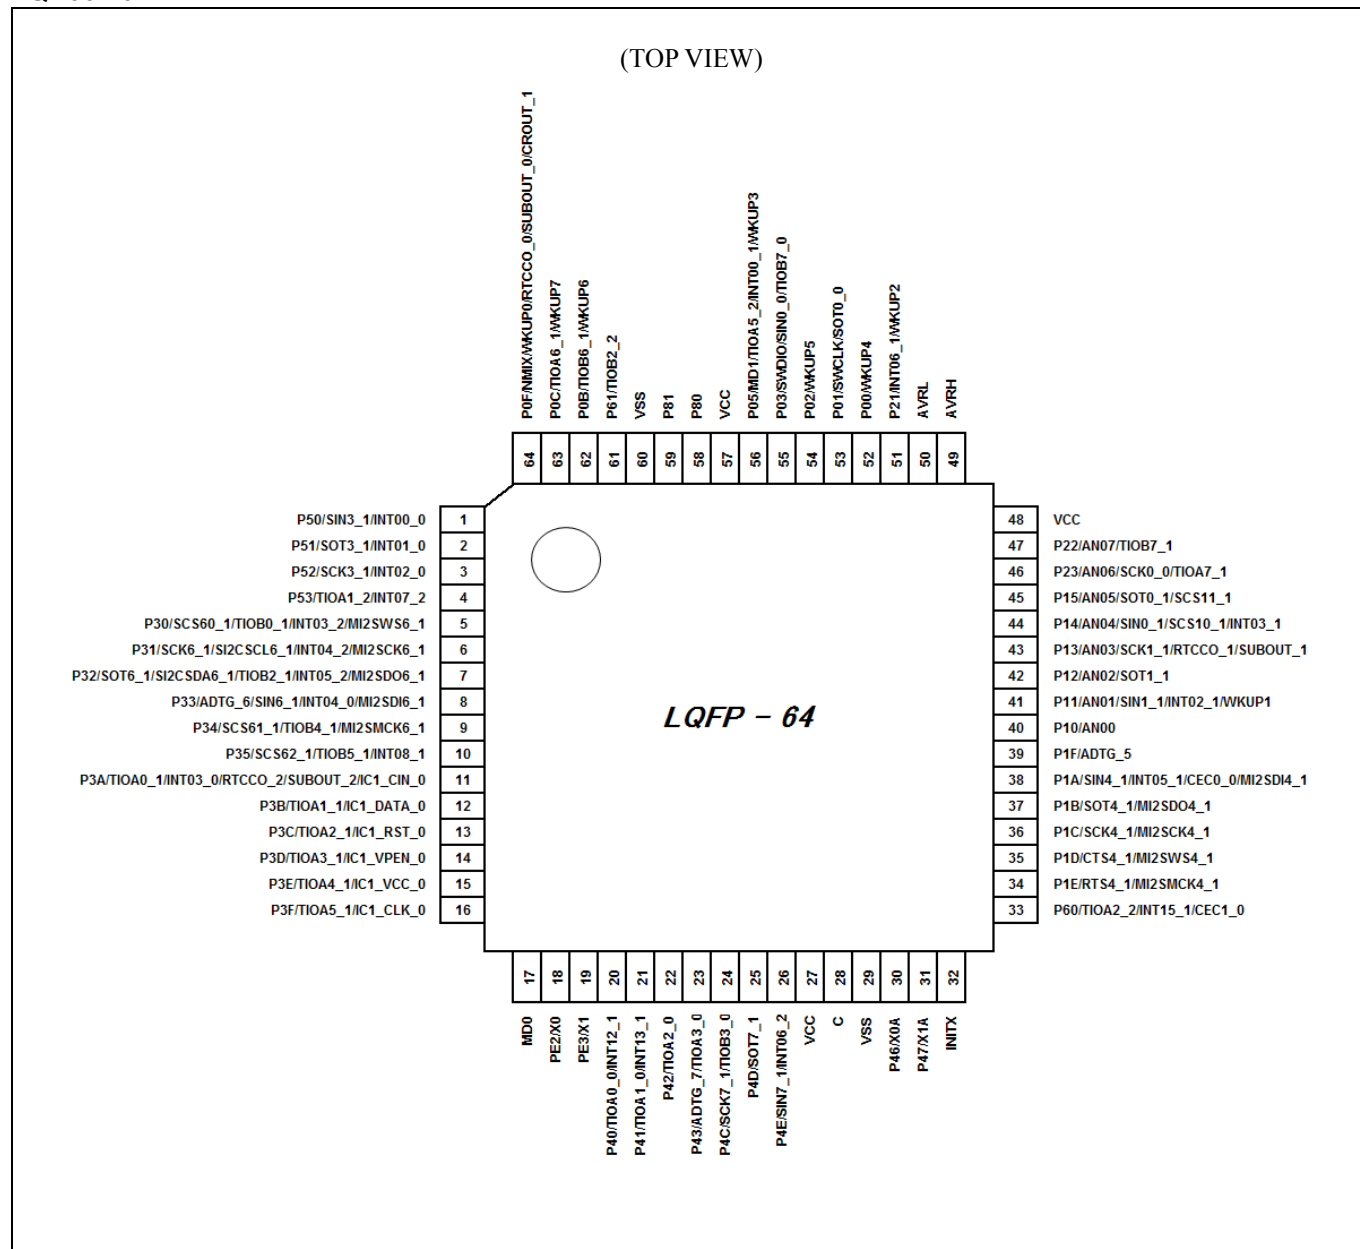 (TOP VIEW)
P0F/NMIX/WKUP0/RTCCO_0/SUBOUT_0/CROUT_1
P0C/TIOA6_1/WKUP7
P0B/TIOB6_1/WKUP6
P61/TIOB2_2
VSS
P81
P80
VCC
P05/MD1/TIOA5_2/INT00_1/WKUP3
P03/SWDIO/SIN0_0/TIOB7_0
P02/WKUP5
P01/SWCLK/SOT0_0
P00/WKUP4
P21/INT06_1/WKUP2
AVRL
AVRH
64 63 62 61 60 59 58 57 56 55 54 53 52 51 50 49
P50/SIN3_1/INT00_0 1
P51/SOT3_1/INT01_0 2
P52/SCK3_1/INT02_0 3
P53/TIOA1_2/INT07_2 4
P30/SCS60_1/TIOB0_1/INT03_2/MI2SWS6_1 5
P31/SCK6_1/SI2CSCL6_1/INT04_2/MI2SCK6_1 6
P32/SOT6_1/SI2CSDA6_1/TIOB2_1/INT05_2/MI2SDO6_1 7
P33/ADTG_6/SIN6_1/INT04_0/MI2SDI6_1 8
P34/SCS61_1/TIOB4_1/MI2SMCK6_1 9
P35/SCS62_1/TIOB5_1/INT08_1 10
P3A/TIOA0_1/INT03_0/RTCCO_2/SUBOUT_2/IC1_CIN_0 11
P3B/TIOA1_1/IC1_DATA_0 12
P3C/TIOA2_1/IC1_RST_0 13
P3D/TIOA3_1/IC1_VPEN_0 14
P3E/TIOA4_1/IC1_VCC_0 15
P3F/TIOA5_1/IC1_CLK_0 16
LQFP - 64
48 VCC
47 P22/AN07/TIOB7_1
46 P23/AN06/SCK0_0/TIOA7_1
45 P15/AN05/SOT0_1/SCS11_1
44 P14/AN04/SIN0_1/SCS10_1/INT03_1
43 P13/AN03/SCK1_1/RTCCO_1/SUBOUT_1
42 P12/AN02/SOT1_1
41 P11/AN01/SIN1_1/INT02_1/WKUP1
40 P10/AN00
39 P1F/ADTG_5
38 P1A/SIN4_1/INT05_1/CEC0_0/MI2SDI4_1
37 P1B/SOT4_1/MI2SDO4_1
36 P1C/SCK4_1/MI2SCK4_1
35 P1D/CTS4_1/MI2SWS4_1
34 P1E/RTS4_1/MI2SMCK4_1
33 P60/TIOA2_2/INT15_1/CEC1_0
17 18 19 20 21 22 23 24 25 26 27 28 29 30 31 32
MD0
PE2/X0
PE3/X1
P40/TIOA0_0/INT12_1
P41/TIOA1_0/INT13_1
P42/TIOA2_0
P43/ADTG_7/TIOA3_0
P4C/SCK7_1/TIOB3_0
P4D/SOT7_1
P4E/SIN7_1/INT06_2
VCC
C
VSS
P46/X0A
P47/X1A
INITX